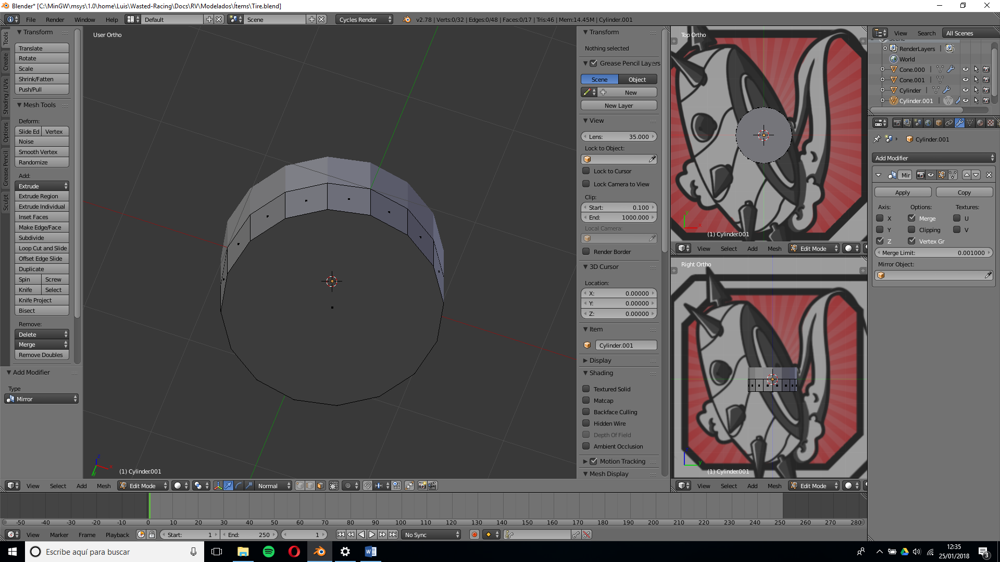 Blender* [C:\MinGW\msys\1.0\home\Luis\Wasted-Racing\Docs\RV\Modelados\Ítems\Tire.blend]
File Render Window Help Default Scene Cycles Render v2.78 | Verts:0/32 | Edges:0/48 | Faces:0/17 | Tris:46 | Mem:14.45M | Cylinder.001
Tools
Create
Shading / UVs
Options
Grease Pencil
Sculpt
Transform
Translate
Rotate
Scale
Shrink/Fatten
Push/Pull
Mesh Tools
Deform:
Slide Ed Vertex
Noise
Smooth Vertex
Randomize
Add:
Extrude
Extrude Region
Extrude Individual
Inset Faces
Make Edge/Face
Subdivide
Loop Cut and Slide
Offset Edge Slide
Duplicate
Spin Screw
Knife Select
Knife Project
Bisect
Remove:
Delete
Merge
Remove Doubles
Add Modifier
Type
Mirror
User Ortho
z
x
y
(1) Cylinder.001
Transform
Nothing selected
Grease Pencil Layers
Scene Object
New
New Layer
View
Lens: 35.000
Lock to Object:
Lock to Cursor
Lock Camera to View
Clip:
Start: 0.100
End: 1000.000
Local Camera:
Render Border
3D Cursor
Location:
X: 0.00000
Y: 0.00000
Z: 0.00000
Item
Cylinder.001
Display
Shading
Textured Solid
Matcap
Backface Culling
Hidden Wire
Depth Of Field
Ambient Occlusion
Motion Tracking
Mesh Display
Top Ortho
y
x
(1) Cylinder.001
View Select Add Mesh Edit Mode
Right Ortho
y
(1) Cylinder.001
View Select Add Mesh Edit Mode
View Search All Scenes
Scene
RenderLayers |
World
Cone.000 |
Cone.001 |
Cylinder |
Cylinder.001 |
Cylinder.001
Add Modifier
Mir
Apply Copy
Axis: Options: Textures:
X Merge U
Y Clipping V
Z Vertex Gr
Merge Limit: 0.001000
Mirror Object:
View Select Add Mesh Edit Mode Normal
-50 -40 -30 -20 -10 0 10 20 30 40 50 60 70 80 90 100 110 120 130 140 150 160 170 180 190 200 210 220 230 240 250 260 270 280
View Marker Frame Playback Start: 1 End: 250 1 No Sync
Escribe aquí para buscar
12:35
25/01/2018
3